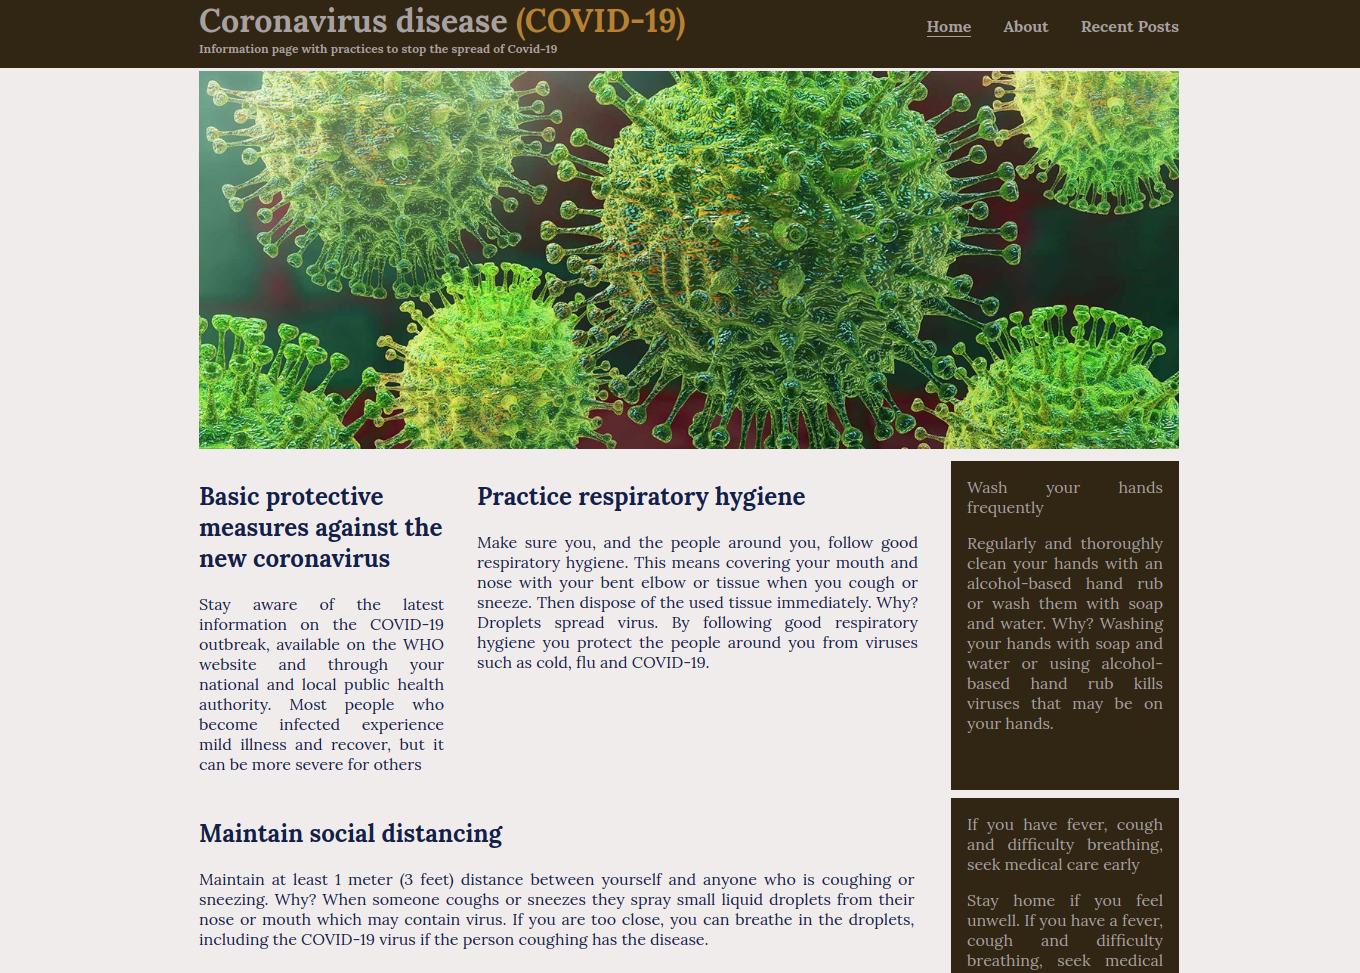 Coronavirus disease (COVID-19)
Information page with practices to stop the spread of Covid-19
Home
About
Recent Posts
Basic protective
measures against the
new coronavirus
Stay aware of the latest
information on the COVID-19
outbreak, available on the WHO
website and through your
national and local public health
authority. Most people who
become infected experience
mild illness and recover, but it
can be more severe for others
Practice respiratory hygiene
Make sure you, and the people around you, follow good
respiratory hygiene. This means covering your mouth and
nose with your bent elbow or tissue when you cough or
sneeze. Then dispose of the used tissue immediately. Why?
Droplets spread virus. By following good respiratory
hygiene you protect the people around you from viruses
such as cold, flu and COVID-19.
Wash your hands
frequently
Regularly and thoroughly
clean your hands with an
alcohol-based hand rub
or wash them with soap
and water. Why? Washing
your hands with soap and
water or using alcohol-
based hand rub kills
viruses that may be on
your hands.
Maintain social distancing
Maintain at least 1 meter (3 feet) distance between yourself and anyone who is coughing or
sneezing. Why? When someone coughs or sneezes they spray small liquid droplets from their
nose or mouth which may contain virus. If you are too close, you can breathe in the droplets,
including the COVID-19 virus if the person coughing has the disease.
If you have fever, cough
and difficulty breathing,
seek medical care early
Stay home if you feel
unwell. If you have a fever,
cough and difficulty
breathing, seek medical